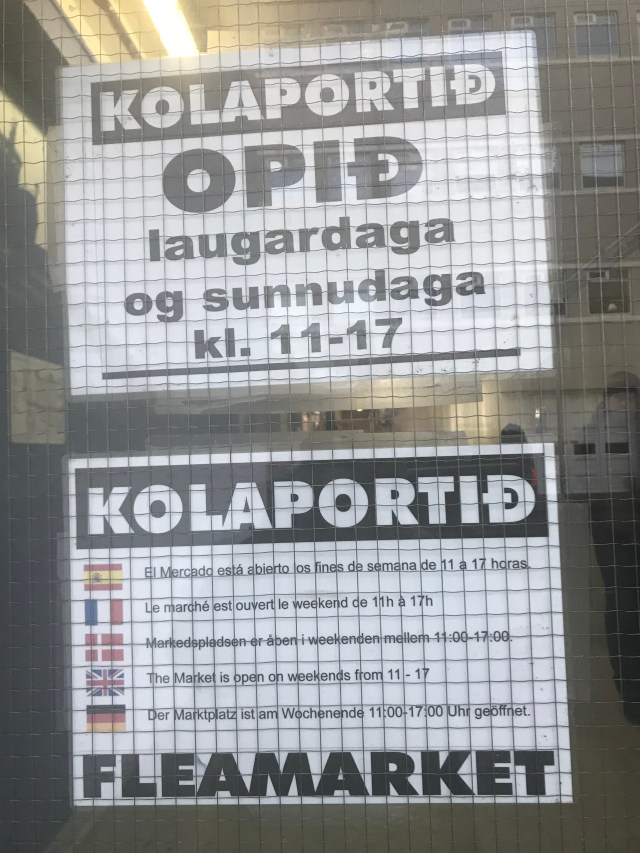 KOLAPORTIÐ
OPIÐ
laugardaga
og sunnudaga
kl. 11-17
KOLAPORTIÐ
El Mercado está abierto los fines de semana de 11 a 17 horas.
Le marché est ouvert le weekend de 11h à 17h
Markedspladsen er åben i weekenden mellem 11:00-17:00.
The Market is open on weekends from 11 - 17
Der Marktplatz ist am Wochenende 11:00-17:00 Uhr geöffnet.
FLEAMARKET